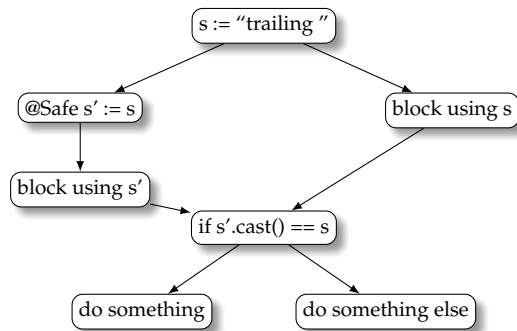 s := “trailing ”
@Safe s’ := s
block using s
block using s’
if s’.cast() == s
do something
do something else